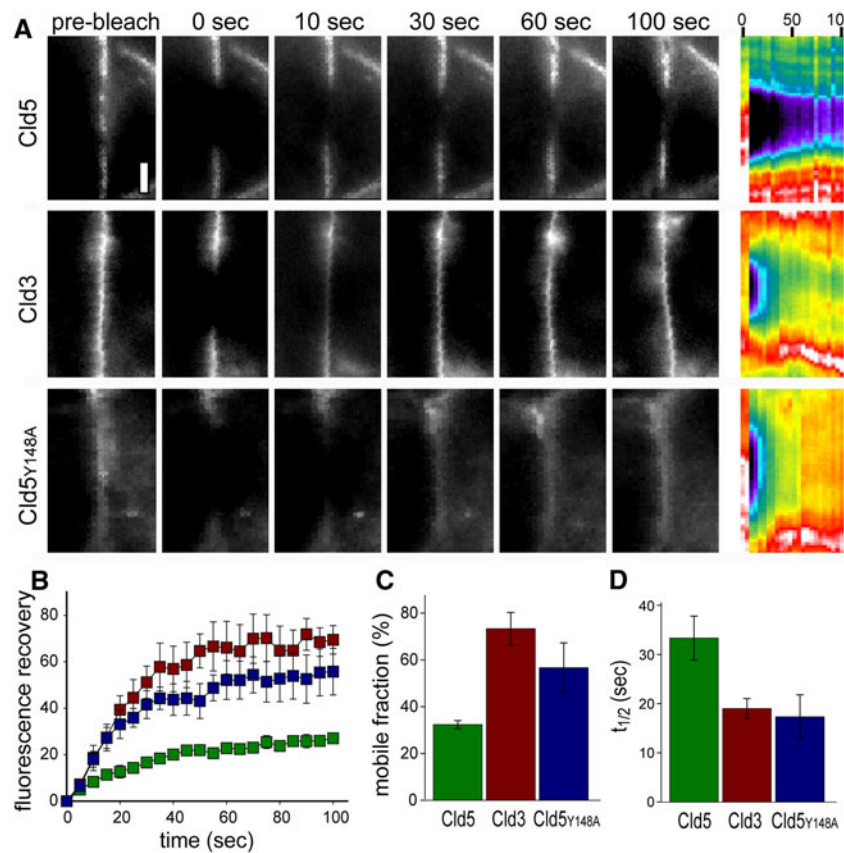 A pre-bleach 0 sec 10 sec 30 sec 60 sec 100 sec 0 50 10
Cld5
Cld3
Cld5Y148A
B
fluorescence recovery
80
60
40
20
0
0 20 40 60 80 100
time (sec)
C
mobile fraction (%)
80
60
40
20
0
Cld5 Cld3 Cld5Y148A
D
t1/2 (sec)
40
30
20
10
0
Cld5 Cld3 Cld5Y148A